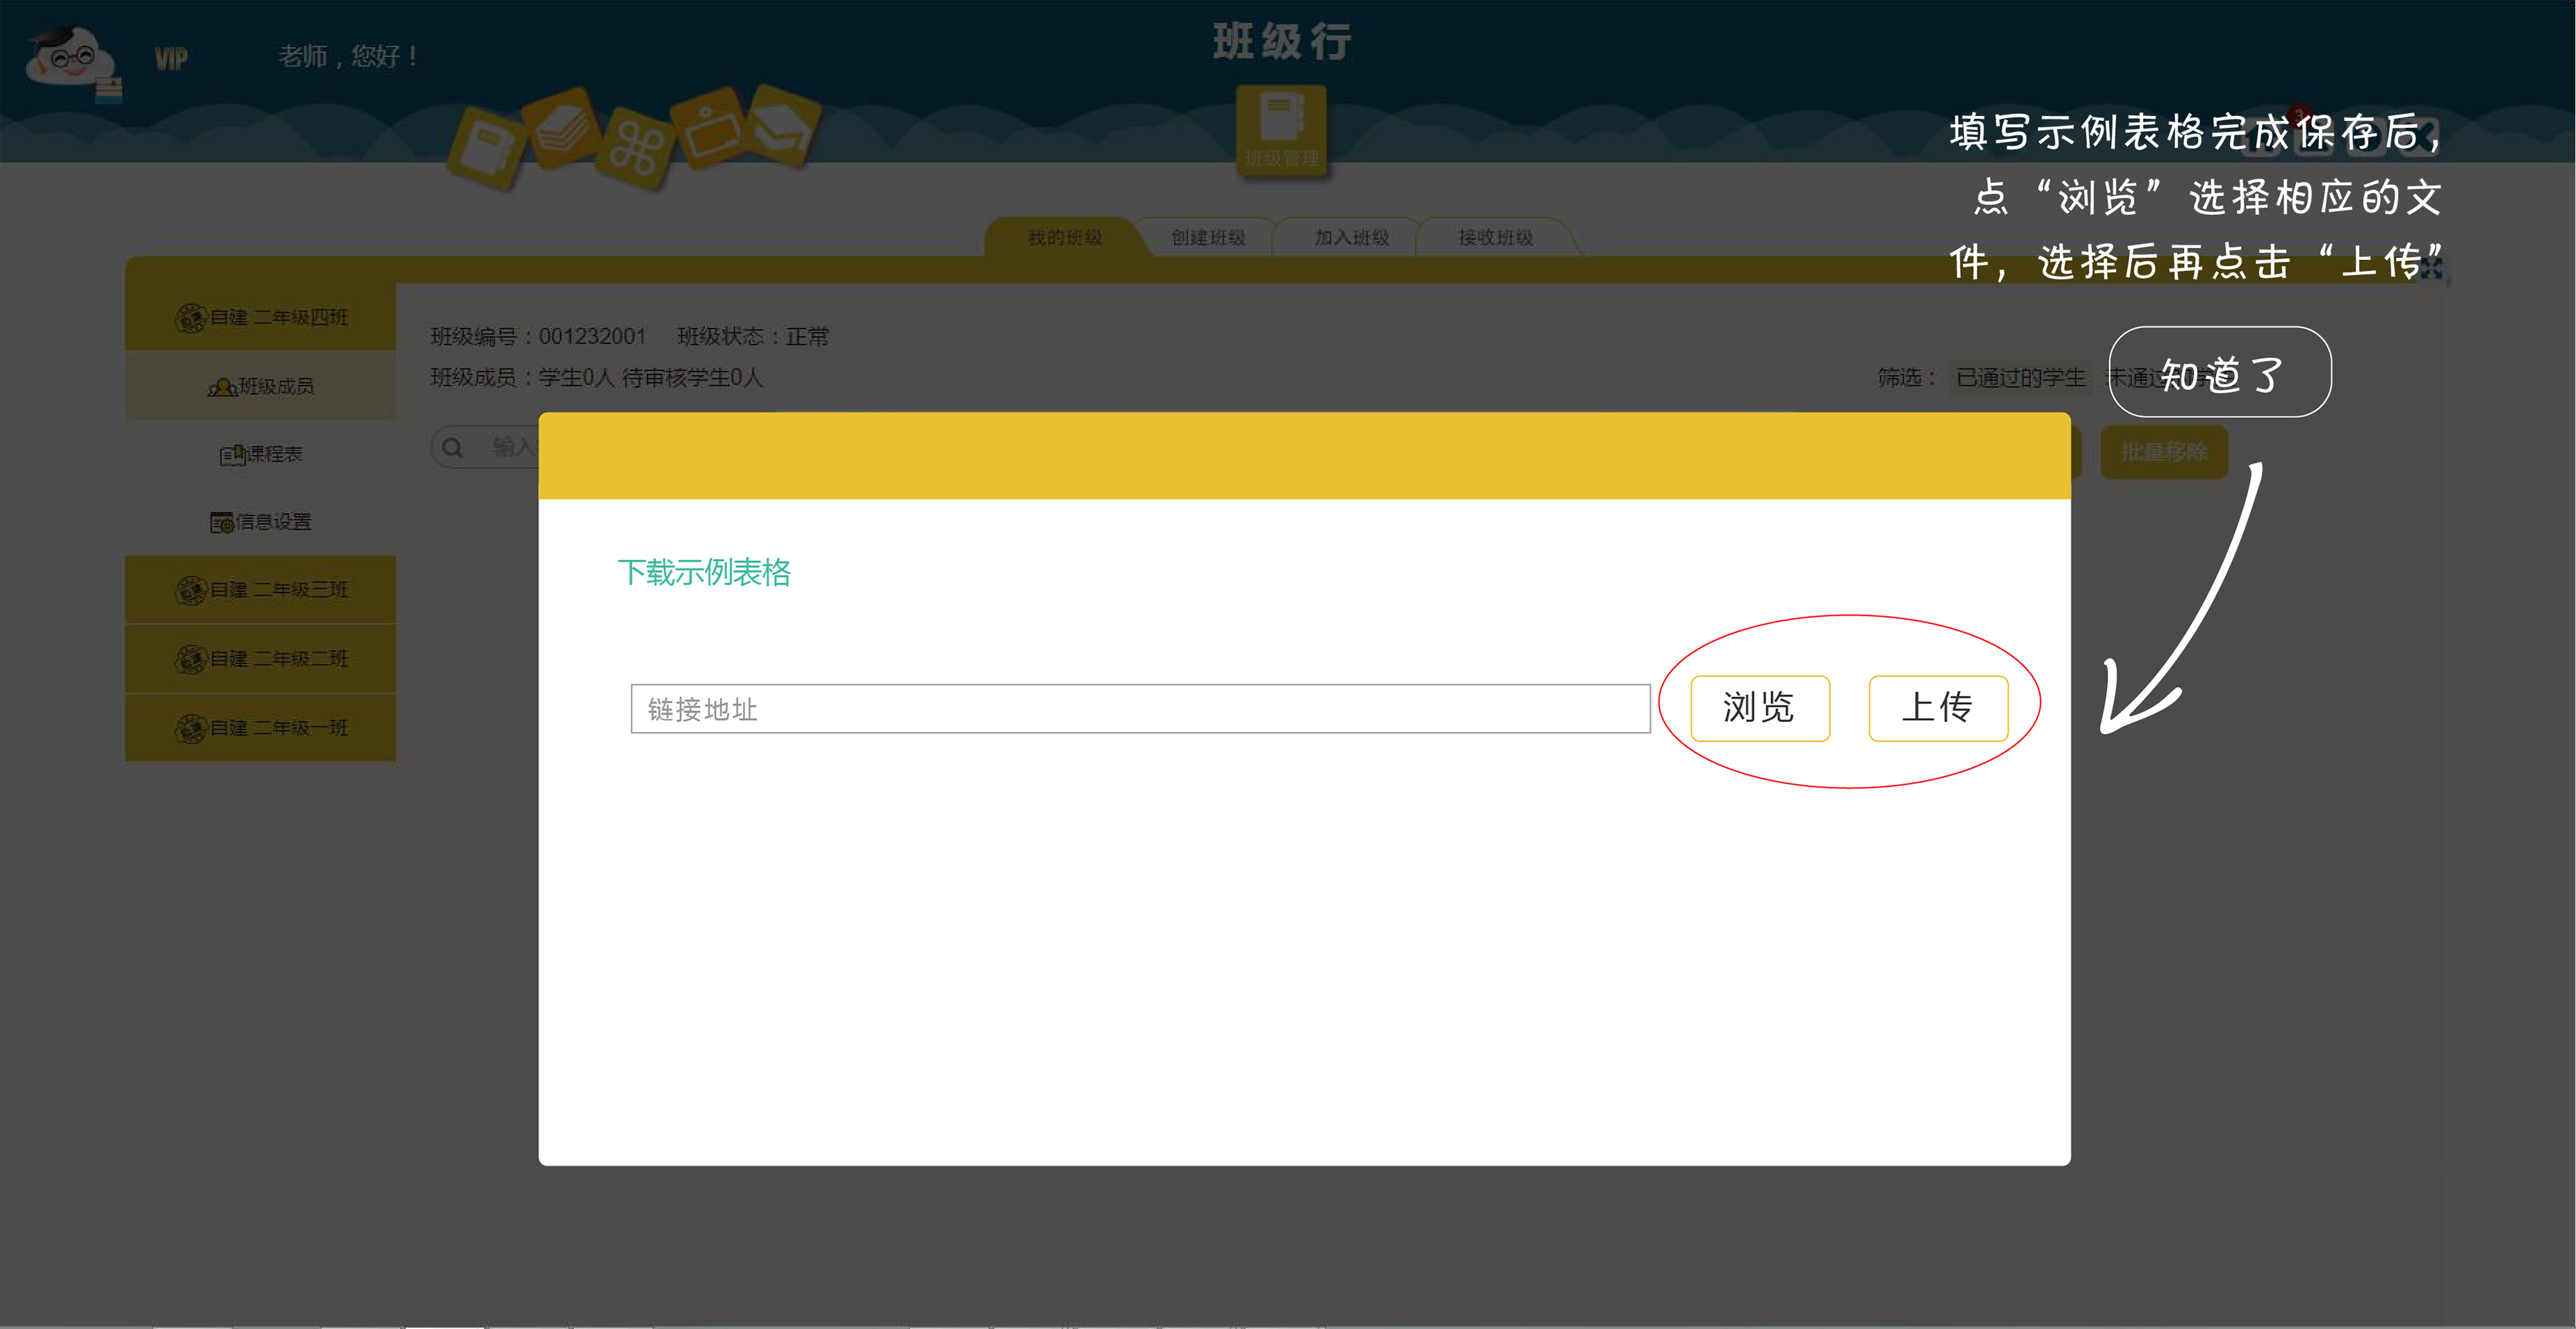 VIP
老师，您好！
班级行
班级管理
填写示例表格完成保存后，
点“浏览”选择相应的文
件，选择后再点击“上传”
我的班级
创建班级
加入班级
接收班级
自建 二年级四班
班级编号：001232001 班级状态：正常
班级成员
班级成员：学生0人 待审核学生0人
筛选：
已通过的学生
未通过
知道了
课程表
输入
批量移除
信息设置
下载示例表格
自建 二年级三班
自建 二年级二班
链接地址
浏览
上传
自建 二年级一班